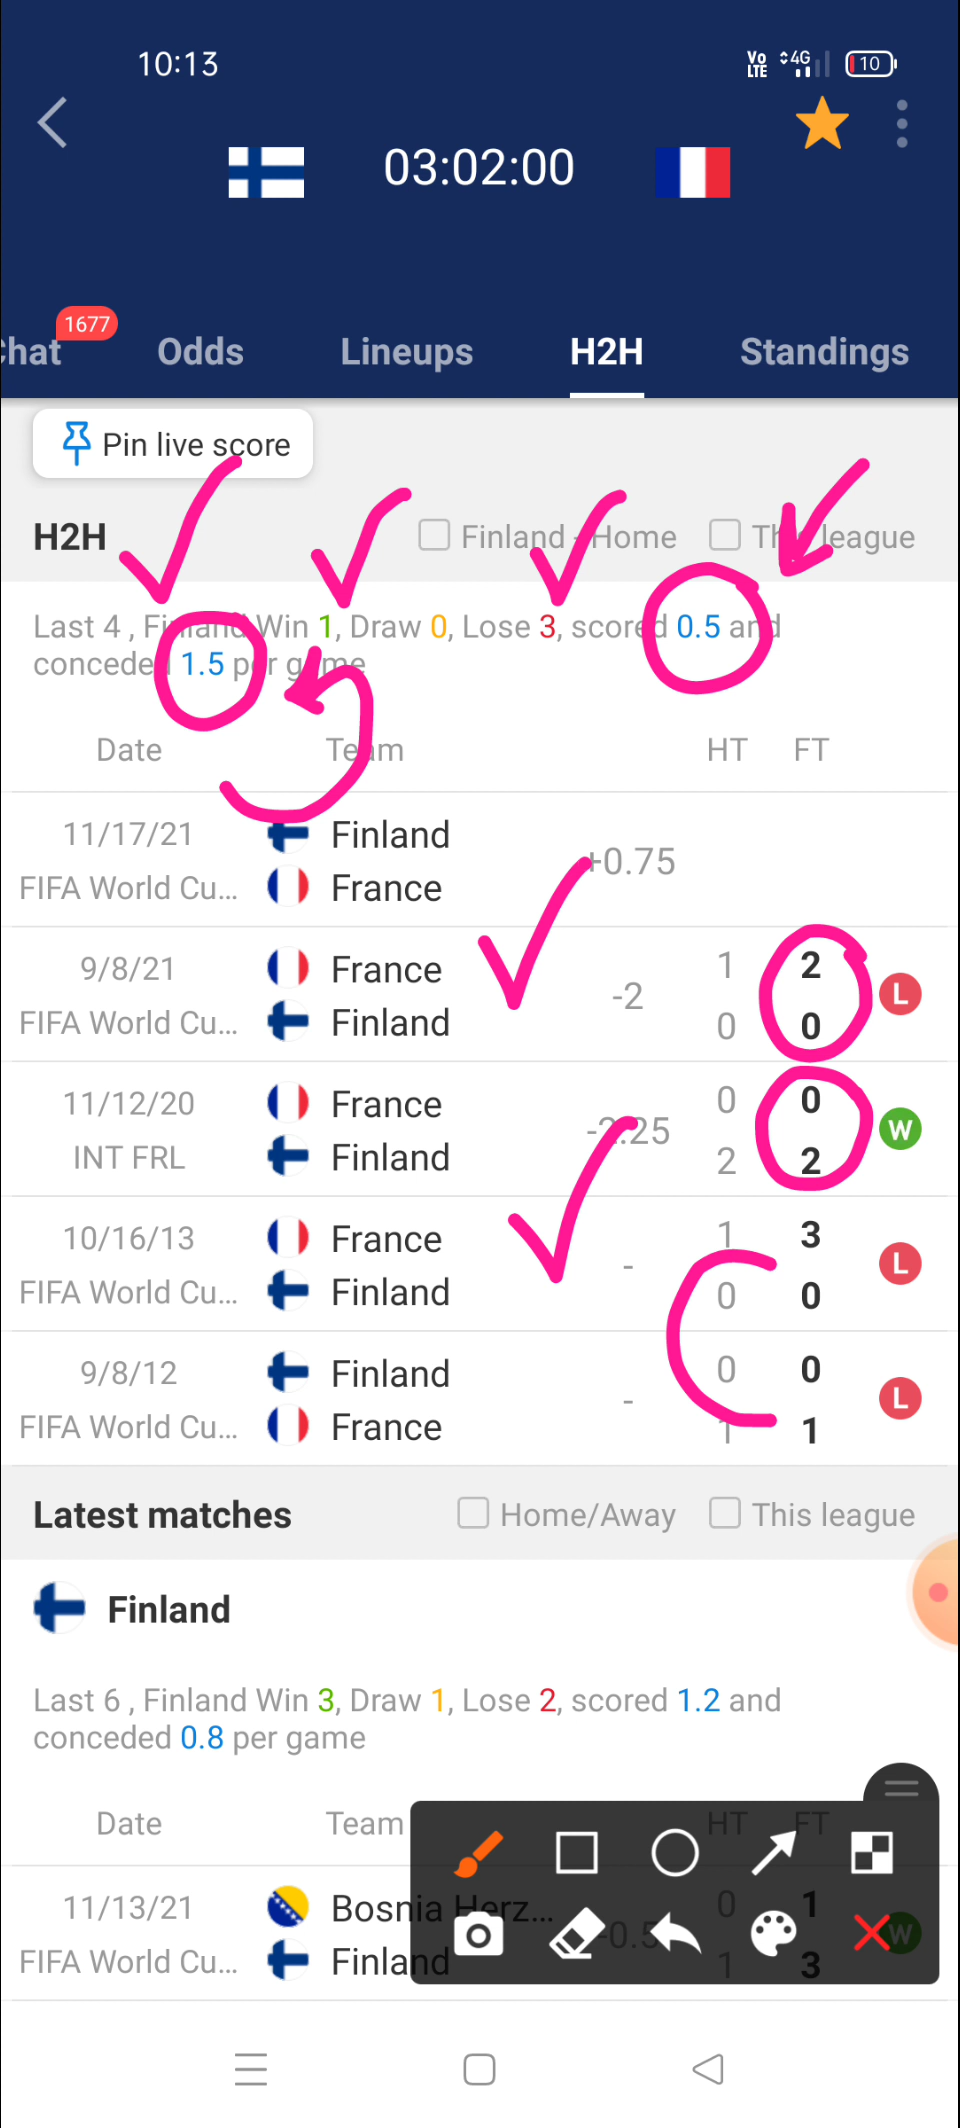 10:13
Vo LTE 4G 10
03:02:00
Chat 1677 Odds Lineups H2H Standings
Pin live score
H2H Finland - Home This league
Last 4 , Finland Win 1, Draw 0, Lose 3, scored 0.5 and
conceded 1.5 per game
Date Team HT FT
11/17/21 Finland
+0.75
FIFA World Cu... France
9/8/21 France 1 2
-2 L
FIFA World Cu... Finland 0 0
11/12/20 France 0 0
-2.25 W
INT FRL Finland 2 2
10/16/13 France 1 3
- L
FIFA World Cu... Finland 0 0
9/8/12 Finland 0 0
- L
FIFA World Cu... France 1 1
Latest matches Home/Away This league
Finland
Last 6 , Finland Win 3, Draw 1, Lose 2, scored 1.2 and
conceded 0.8 per game
Date Team HT FT
11/13/21 Bosnia Herz... 0 1
-0.5 W
FIFA World Cu... Finland 1 3